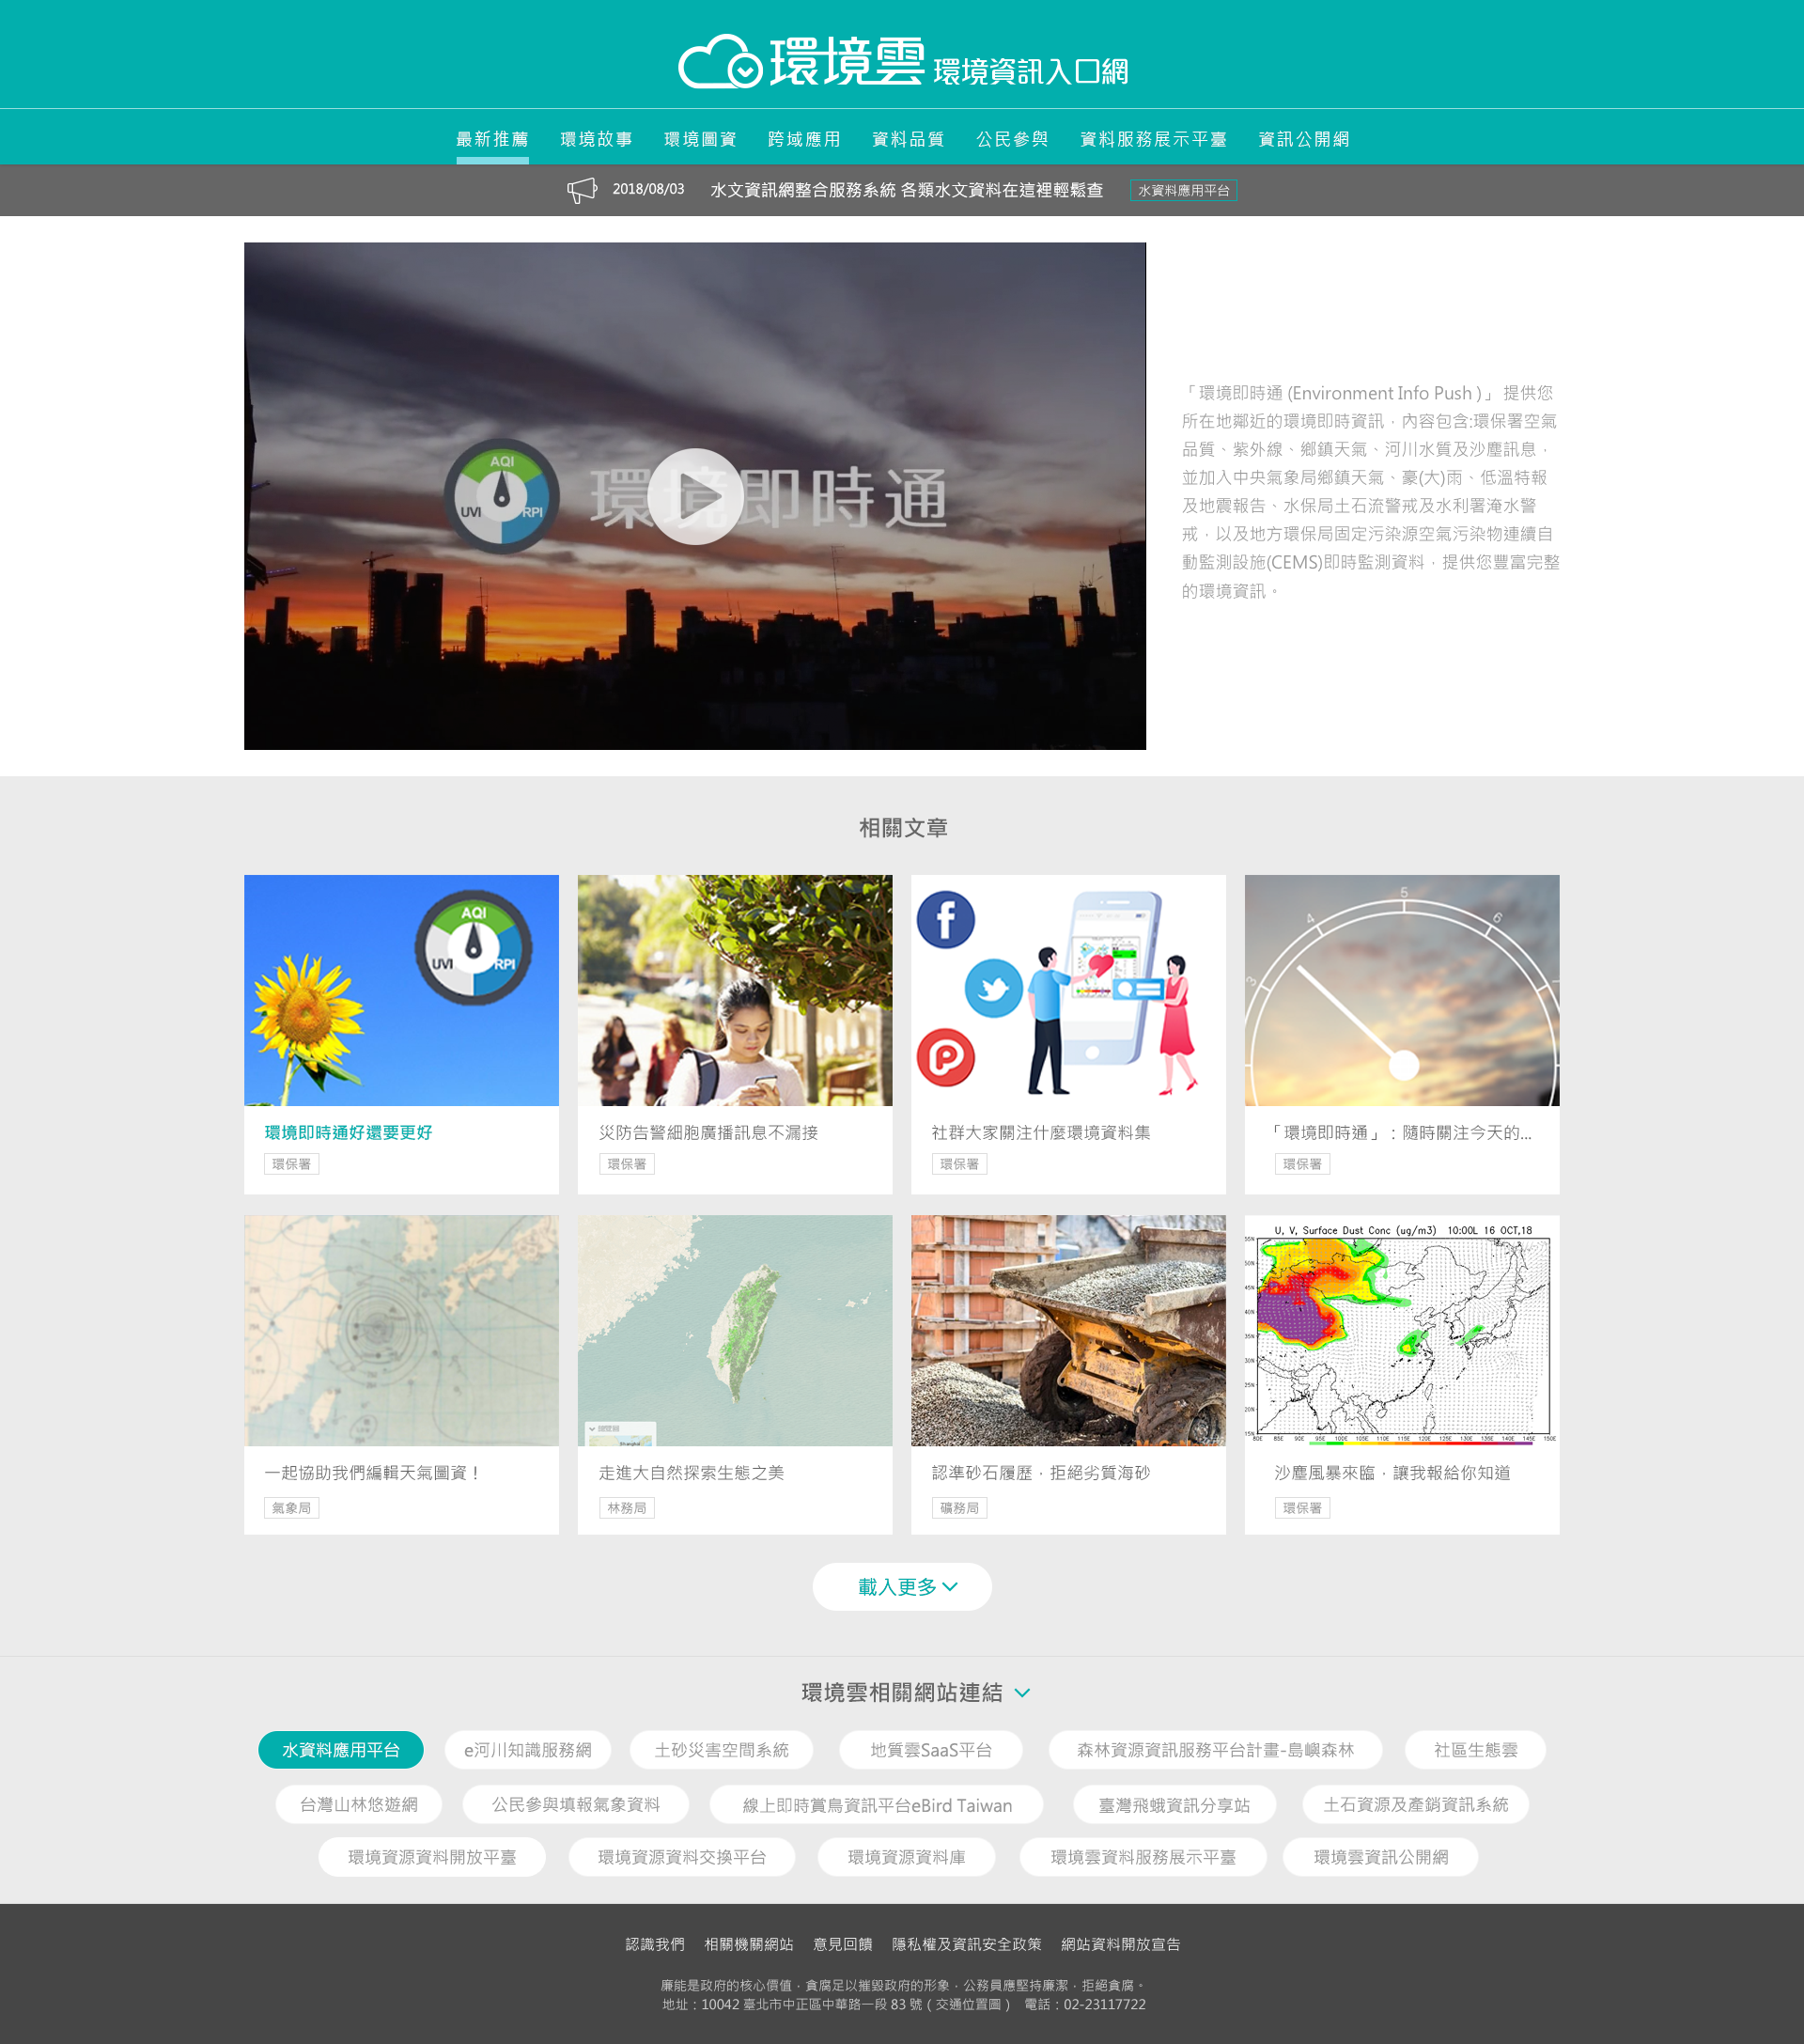 環境雲 環境資訊入口網
最新推薦 環境故事 環境圖資 跨域應用 資料品質 公民參與 資料服務展示平臺 資訊公開網
2018/08/03 水文資訊網整合服務系統 各類水文資料在這裡輕鬆查 水資料應用平台
AQI
UVI RPI
環境即時通
「環境即時通 (Environment Info Push )」 提供您
所在地鄰近的環境即時資訊，內容包含:環保署空氣
品質、紫外線、鄉鎮天氣、河川水質及沙塵訊息，
並加入中央氣象局鄉鎮天氣、豪(大)雨、低溫特報
及地震報告、水保局土石流警戒及水利署淹水警
戒，以及地方環保局固定污染源空氣污染物連續自
動監測設施(CEMS)即時監測資料，提供您豐富完整
的環境資訊。
相關文章
AQI
UVI RPI
3 4 5 6
環境即時通好還要更好
環保署
災防告警細胞廣播訊息不漏接
環保署
社群大家關注什麼環境資料集
環保署
「環境即時通」：隨時關注今天的...
環保署
U. V. Surface Dust Conc (ug/m3) 10:00L 16 OCT,18
55N
50N
45N
40N
35N
30N
25N
20N
15N
80E 85E 90E 95E 100E 105E 110E 115E 120E 125E 130E 135E 140E 145E 150E
一起協助我們編輯天氣圖資！
氣象局
走進大自然探索生態之美
林務局
認準砂石履歷，拒絕劣質海砂
礦務局
沙塵風暴來臨，讓我報給你知道
環保署
載入更多
環境雲相關網站連結
水資料應用平台 e河川知識服務網 土砂災害空間系統 地質雲SaaS平台 森林資源資訊服務平台計畫-島嶼森林 社區生態雲
台灣山林悠遊網 公民參與填報氣象資料 線上即時賞鳥資訊平台eBird Taiwan 臺灣飛蛾資訊分享站 土石資源及產銷資訊系統
環境資源資料開放平臺 環境資源資料交換平台 環境資源資料庫 環境雲資料服務展示平臺 環境雲資訊公開網
認識我們 相關機關網站 意見回饋 隱私權及資訊安全政策 網站資料開放宣告
廉能是政府的核心價值，貪腐足以摧毀政府的形象，公務員應堅持廉潔，拒絕貪腐。
地址：10042 臺北市中正區中華路一段 83 號（交通位置圖） 電話：02-23117722